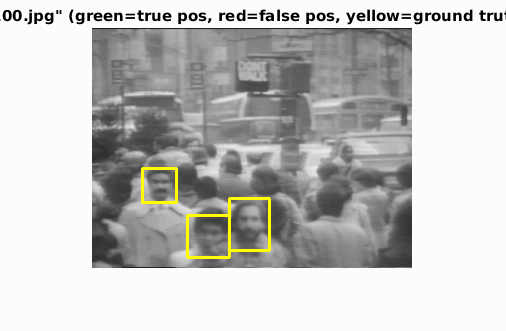 .00.jpg" (green=true pos, red=false pos, yellow=ground trut
DONT
WALK